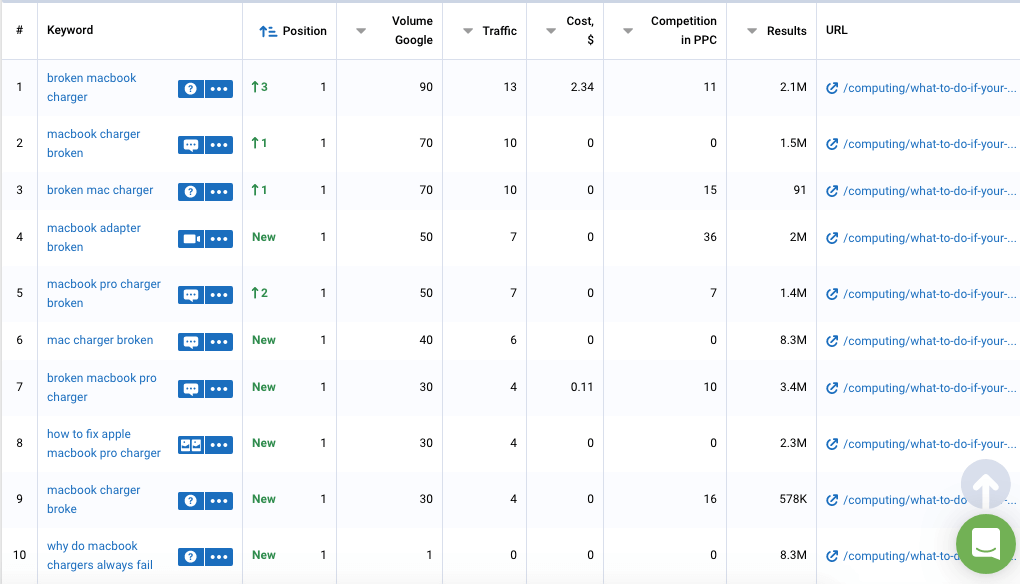 # Keyword Position Volume Google Traffic Cost, $ Competition in PPC Results URL
1 broken macbook charger 3 1 90 13 2.34 11 2.1M /computing/what-to-do-if-your-...
2 macbook charger broken 1 1 70 10 0 0 1.5M /computing/what-to-do-if-your-...
3 broken mac charger 1 1 70 10 0 15 91 /computing/what-to-do-if-your-...
4 macbook adapter broken New 1 50 7 0 36 2M /computing/what-to-do-if-your-...
5 macbook pro charger broken 2 1 50 7 0 7 1.4M /computing/what-to-do-if-your-...
6 mac charger broken New 1 40 6 0 0 8.3M /computing/what-to-do-if-your-...
7 broken macbook pro charger New 1 30 4 0.11 10 3.4M /computing/what-to-do-if-your-...
8 how to fix apple macbook pro charger New 1 30 4 0 0 2.3M /computing/what-to-do-if-your-...
9 macbook charger broke New 1 30 4 0 16 578K /computing/what-to-do
10 why do macbook chargers always fail New 1 1 0 0 0 8.3M /computing/what-to-d